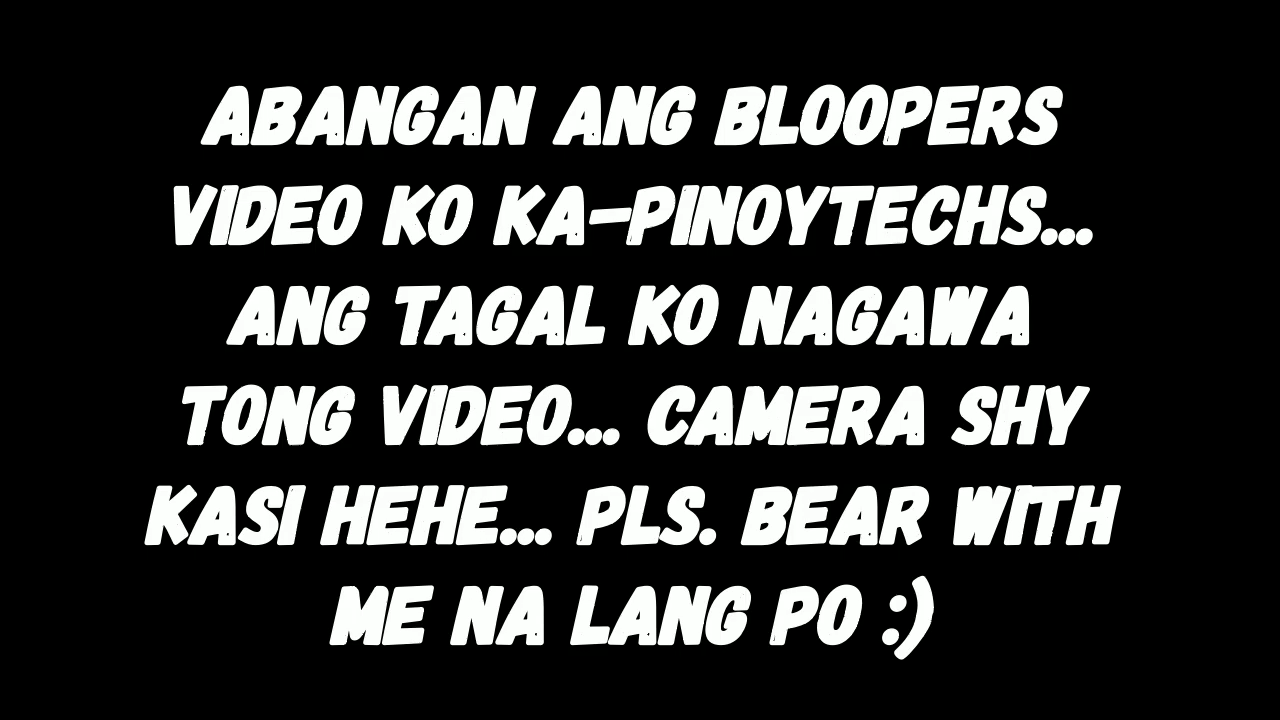 ABANGAN ANG BLOOPERS
VIDEO KO KA-PINOYTECHS...
ANG TAGAL KO NAGAWA
TONG VIDEO... CAMERA SHY
KASI HEHE... PLS. BEAR WITH
ME NA LANG PO :)